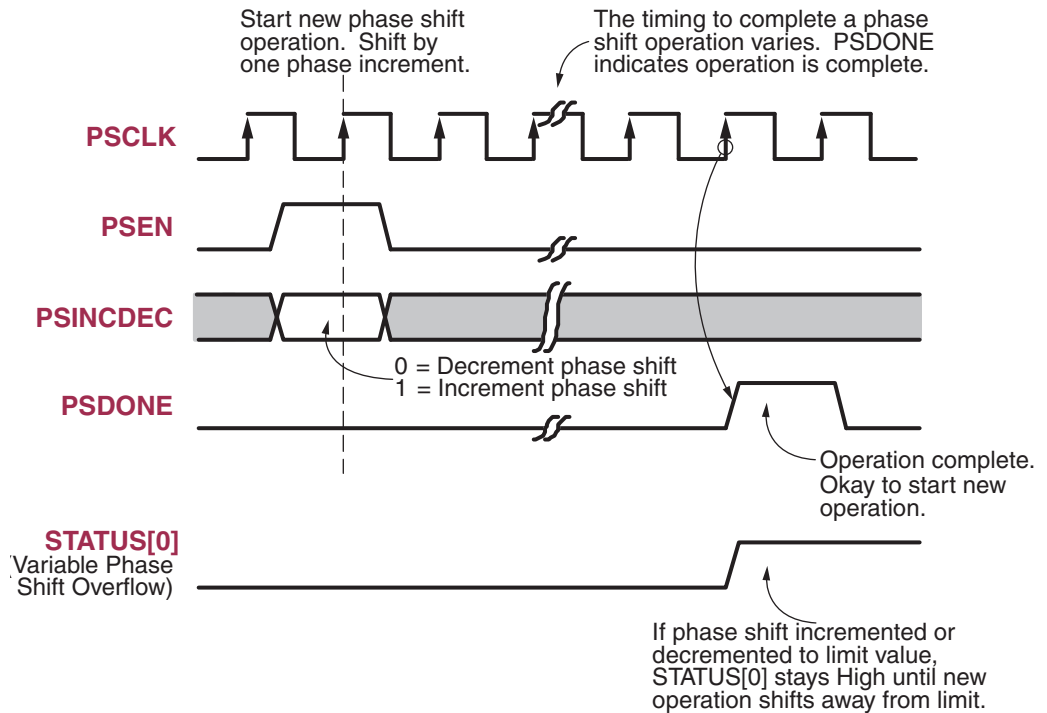 Start new phase shift
operation. Shift by
one phase increment.
The timing to complete a phase
shift operation varies. PSDONE
indicates operation is complete.
PSCLK
PSEN
PSINCDEC
0 = Decrement phase shift
1 = Increment phase shift
PSDONE
Operation complete.
Okay to start new
operation.
STATUS[0]
(Variable Phase
Shift Overflow)
If phase shift incremented or
decremented to limit value,
STATUS[0] stays High until new
operation shifts away from limit.